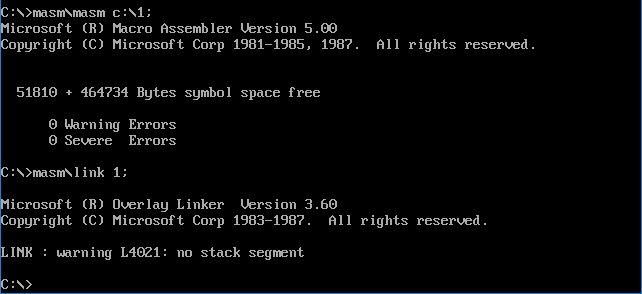 C:\>masm\masm c:\1;
Microsoft (R) Macro Assembler Version 5.00
Copyright (C) Microsoft Corp 1981-1985, 1987.  All rights reserved.
51810 + 464734 Bytes symbol space free
0 Warning Errors
0 Severe  Errors
C:\>masm\link 1;
Microsoft (R) Overlay Linker  Version 3.60
Copyright (C) Microsoft Corp 1983-1987.  All rights reserved.
LINK : warning L4021: no stack segment
C:\>